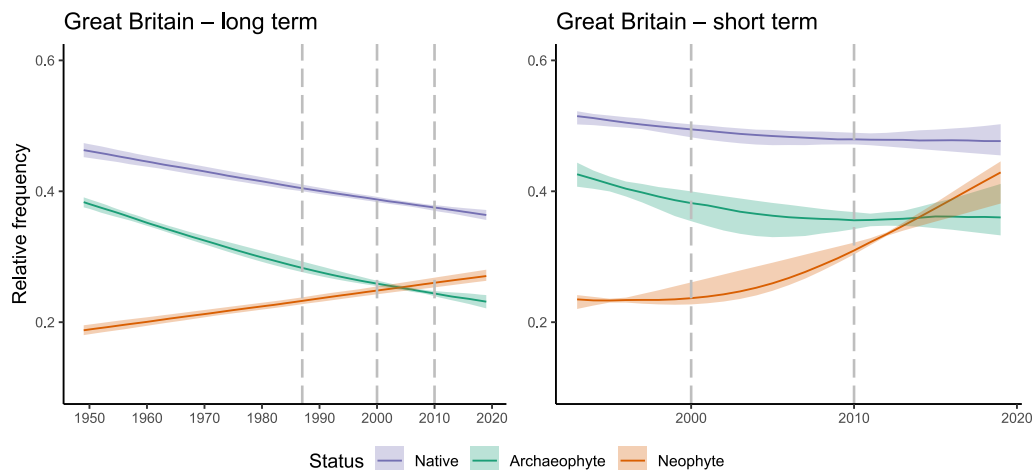 Great Britain – long term
Great Britain – short term
Relative frequency
0.6
0.4
0.2
1950 1960 1970 1980 1990 2000 2010 2020
0.6
0.4
0.2
2000 2010 2020
Status Native Archaeophyte Neophyte